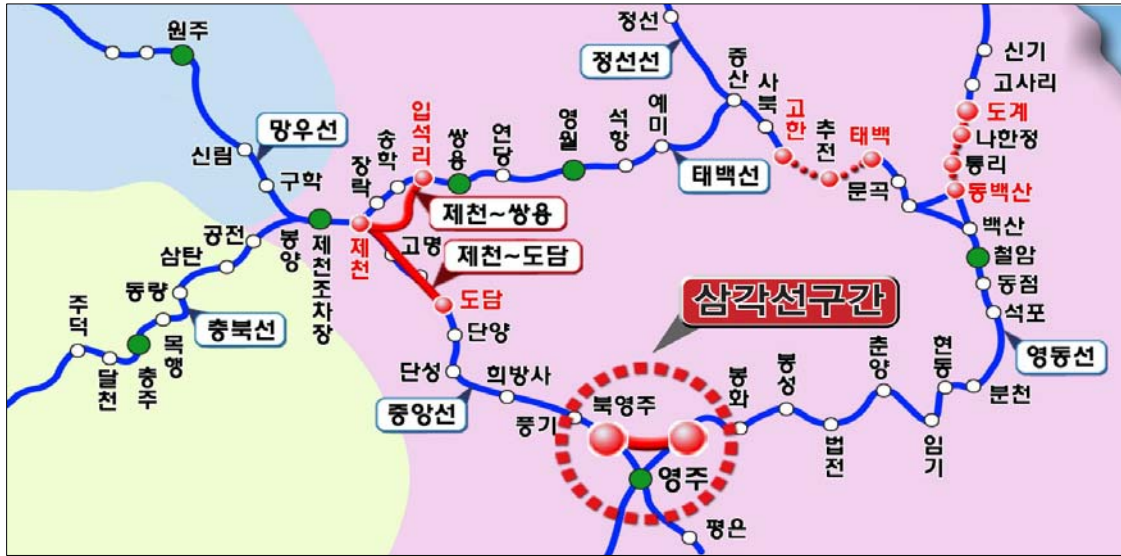 원주
정선
정선선
신기
고사리
도계
나한정
통리
동백산
증산
사북
고한
추전
태백
문곡
백산
철암
동점
석포
영동선
분천
현동
임기
춘양
법전
봉성
봉화
망우선
신림
구학
입석리
송학
장락
쌍용
연당
영월
석항
예미
태백선
제천~쌍용
제천~도담
제천
고명
도담
단양
단성
희방사
중앙선
풍기
북영주
영주
평은
삼각선구간
봉양
제천조차장
공전
삼탄
동량
충북선
목행
충주
달천
주덕